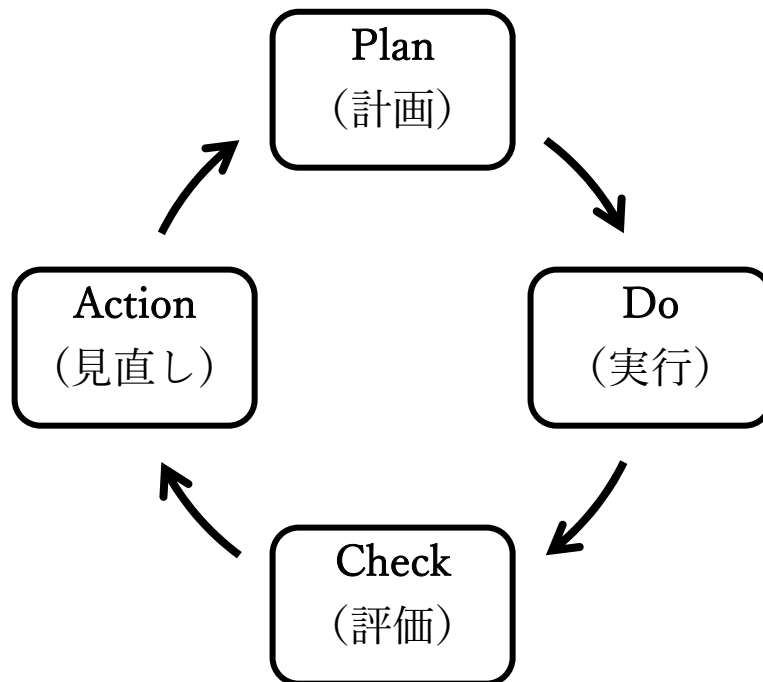 Plan
（計画）
Do
（実行）
Check
（評価）
Action
（見直し）